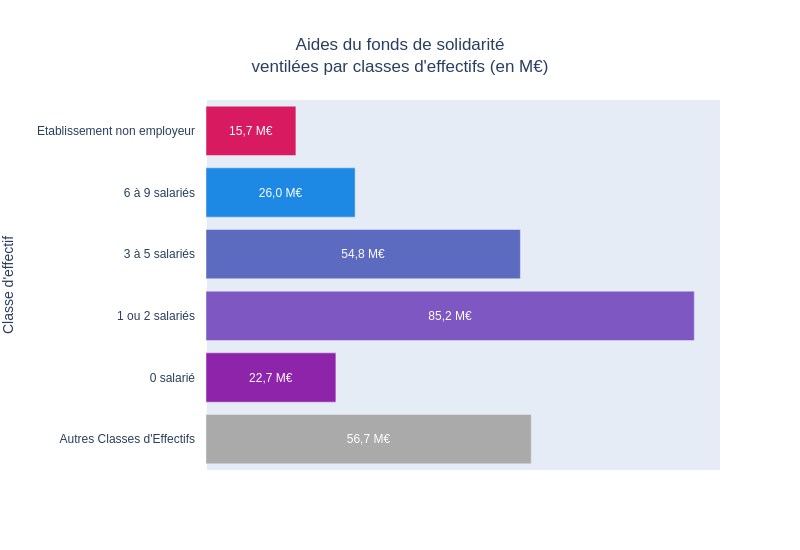 Aides du fonds de solidarité
ventilées par classes d'effectifs (en M€)
Classe d'effectif
Etablissement non employeur
15,7 M€
6 à 9 salariés
26,0 M€
3 à 5 salariés
54,8 M€
1 ou 2 salariés
85,2 M€
0 salarié
22,7 M€
Autres Classes d'Effectifs
56,7 M€